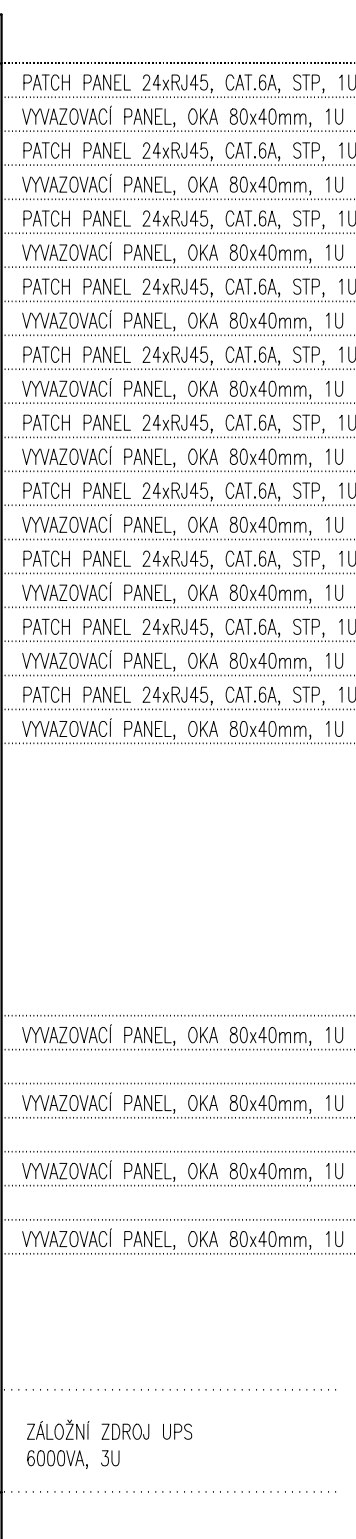 PATCH PANEL 24xRJ45, CAT.6A, STP, 1U
VYVAZOVACÍ PANEL, OKA 80x40mm, 1U
PATCH PANEL 24xRJ45, CAT.6A, STP, 1U
VYVAZOVACÍ PANEL, OKA 80x40mm, 1U
PATCH PANEL 24xRJ45, CAT.6A, STP, 1U
VYVAZOVACÍ PANEL, OKA 80x40mm, 1U
PATCH PANEL 24xRJ45, CAT.6A, STP, 1U
VYVAZOVACÍ PANEL, OKA 80x40mm, 1U
PATCH PANEL 24xRJ45, CAT.6A, STP, 1U
VYVAZOVACÍ PANEL, OKA 80x40mm, 1U
PATCH PANEL 24xRJ45, CAT.6A, STP, 1U
VYVAZOVACÍ PANEL, OKA 80x40mm, 1U
PATCH PANEL 24xRJ45, CAT.6A, STP, 1U
VYVAZOVACÍ PANEL, OKA 80x40mm, 1U
PATCH PANEL 24xRJ45, CAT.6A, STP, 1U
VYVAZOVACÍ PANEL, OKA 80x40mm, 1U
PATCH PANEL 24xRJ45, CAT.6A, STP, 1U
VYVAZOVACÍ PANEL, OKA 80x40mm, 1U
PATCH PANEL 24xRJ45, CAT.6A, STP, 1U
VYVAZOVACÍ PANEL, OKA 80x40mm, 1U
VYVAZOVACÍ PANEL, OKA 80x40mm, 1U
VYVAZOVACÍ PANEL, OKA 80x40mm, 1U
VYVAZOVACÍ PANEL, OKA 80x40mm, 1U
VYVAZOVACÍ PANEL, OKA 80x40mm, 1U
ZÁLOŽNÍ ZDROJ UPS
6000VA, 3U